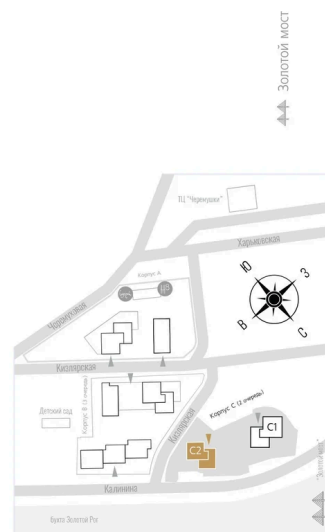 Золотой мост
ТЦ "Черемушки"
Харьковская
Корпус А
Ю
З
В
С
Черемуховая
Кизлярская
Корпус В (3 очередь)
Детский сад
Кизлярская
Корпус С (2 очередь)
С1
С2
Калинина
Бухта Золотой Рог